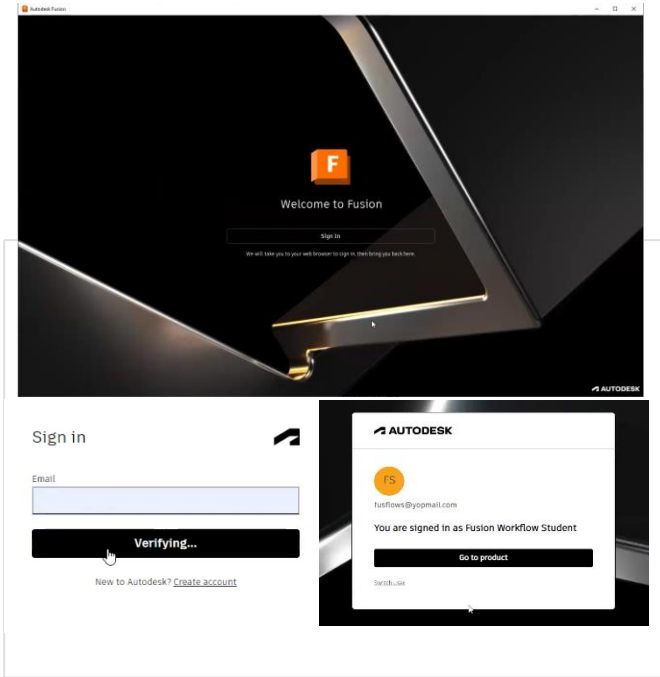 Autodesk Fusion
F
Welcome to Fusion
Sign In
We will take you to your web browser to sign in, then bring you back here.
AUTODESK
Sign in
Email
Verifying...
New to Autodesk? Create account
AUTODESK
FS
fusflows@yopmail.com
You are signed in as Fusion Workflow Student
Go to product